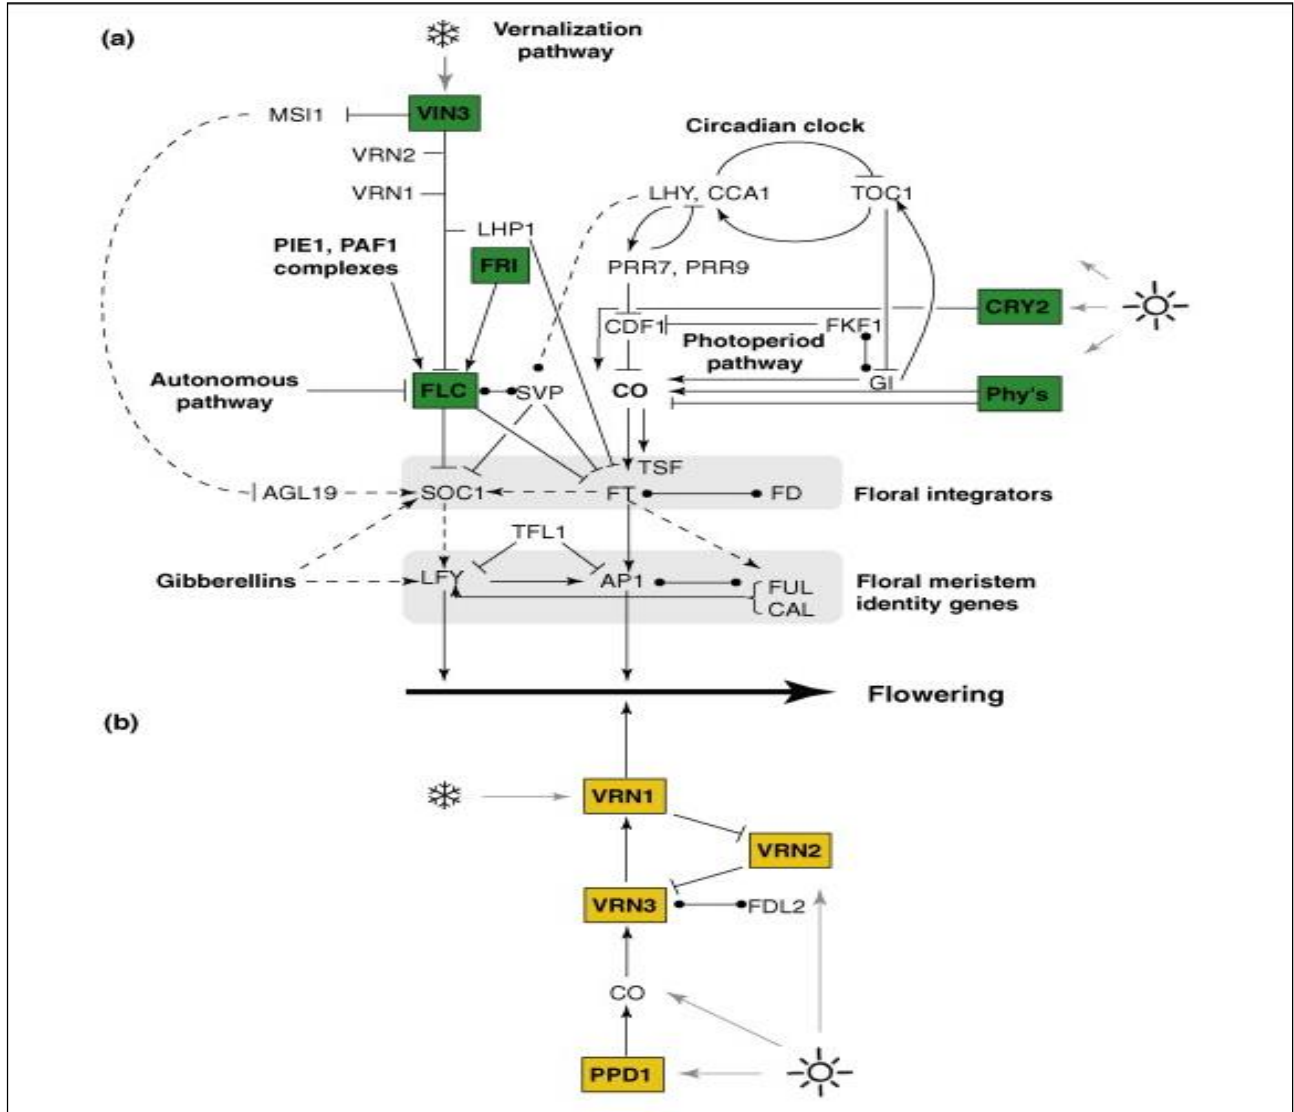 (a)
Vernalization
pathway
MSI1
VIN3
Circadian clock
VRN2
VRN1
LHY, CCA1
TOC1
LHP1
PIE1, PAF1
complexes
FRI
PRR7, PRR9
CRY2
CDF1
FKF1
Photoperiod
pathway
Autonomous
pathway
FLC
SVP
CO
GI
Phy's
TSF
AGL19
SOC1
FT
FD
Floral integrators
TFL1
Gibberellins
LFY
AP1
FUL
CAL
Floral meristem
identity genes
Flowering
(b)
VRN1
VRN2
VRN3
FDL2
CO
PPD1